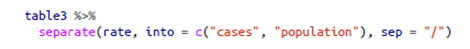 table3 %>%
  separate(rate, into = c("cases", "population"), sep = "/")